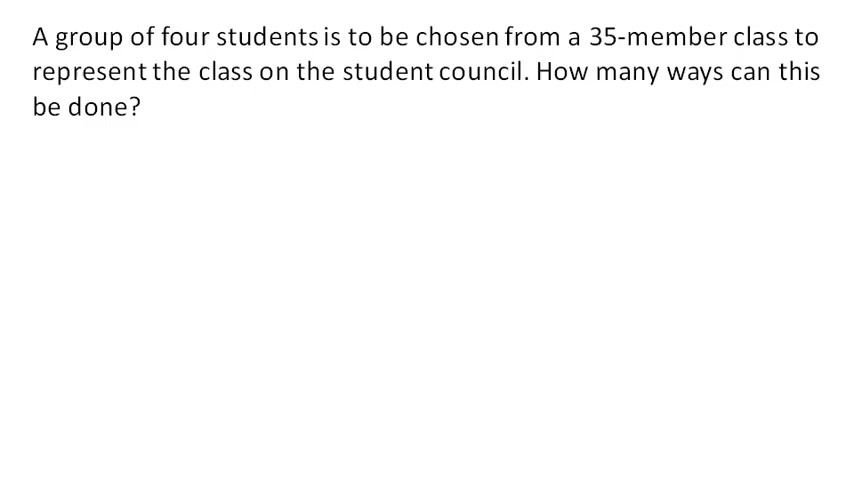 A group of four students is to be chosen from a 35-member class to
represent the class on the student council. How many ways can this
be done?